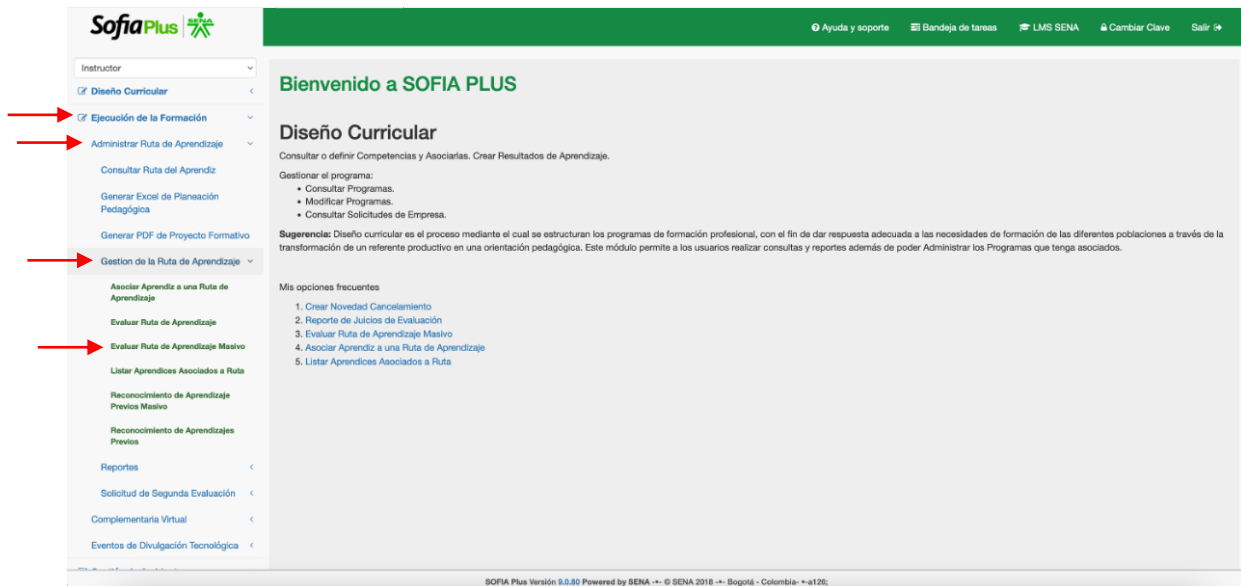 Sofia Plus SENA
Ayuda y soporte Bandeja de tareas LMS SENA Cambiar Clave Salir
Instructor
Diseño Curricular
Ejecución de la Formación
Administrar Ruta de Aprendizaje
Consultar Ruta del Aprendiz
Generar Excel de Planeación
Pedagógica
Generar PDF de Proyecto Formativo
Gestion de la Ruta de Aprendizaje
Asociar Aprendiz a una Ruta de
Aprendizaje
Evaluar Ruta de Aprendizaje
Evaluar Ruta de Aprendizaje Masivo
Listar Aprendices Asociados a Ruta
Reconocimiento de Aprendizaje
Previos Masivo
Reconocimiento de Aprendizajes
Previos
Reportes
Solicitud de Segunda Evaluación
Complementaria Virtual
Eventos de Divulgación Tecnológica
Bienvenido a SOFIA PLUS
Diseño Curricular
Consultar o definir Competencias y Asociarlas. Crear Resultados de Aprendizaje.
Gestionar el programa:
• Consultar Programas.
• Modificar Programas.
• Consultar Solicitudes de Empresa.
Sugerencia: Diseño curricular es el proceso mediante el cual se estructuran los programas de formación profesional, con el fin de dar respuesta adecuada a las necesidades de formación de las diferentes poblaciones a través de la
transformación de un referente productivo en una orientación pedagógica. Este módulo permite a los usuarios realizar consultas y reportes además de poder Administrar los Programas que tenga asociados.
Mis opciones frecuentes
1. Crear Novedad Cancelamiento
2. Reporte de Juicios de Evaluación
3. Evaluar Ruta de Aprendizaje Masivo
4. Asociar Aprendiz a una Ruta de Aprendizaje
5. Listar Aprendices Asociados a Ruta
SOFIA Plus Versión 9.0.80 Powered by SENA -•- © SENA 2018 -•- Bogotá - Colombia- •-a126;